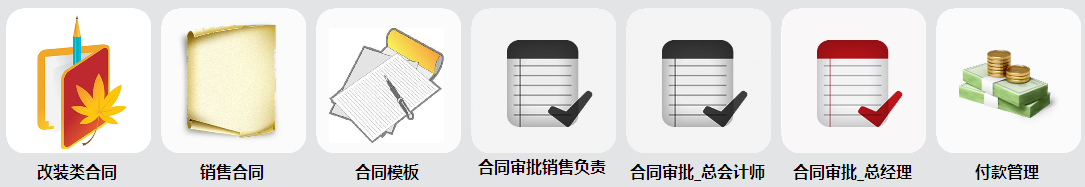 改装类合同
销售合同
合同模板
合同审批销售负责
合同审批_总会计师
合同审批_总经理
付款管理